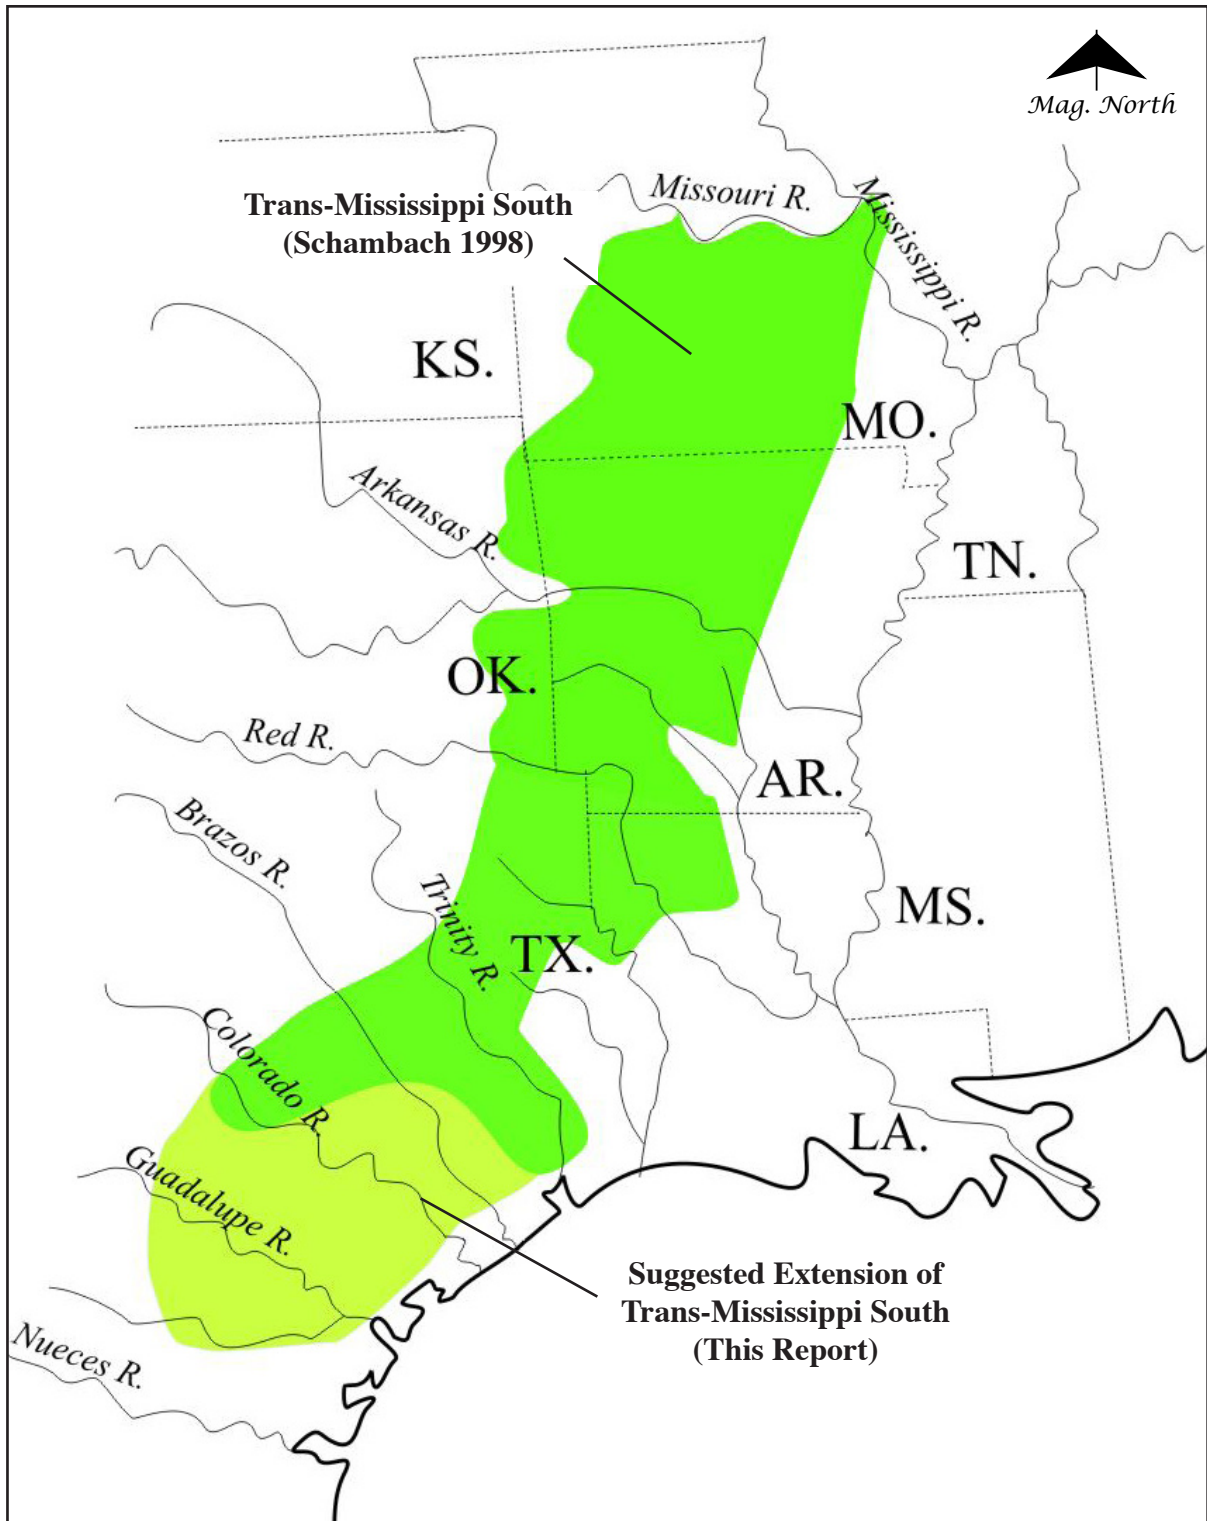 Mag. North
Missouri R.
Mississippi R.
Trans-Mississippi South
(Schambach 1998)
KS.
MO.
Arkansas R.
TN.
OK.
Red R.
AR.
Brazos R.
Trinity R.
MS.
TX.
Colorado R.
LA.
Guadalupe R.
Suggested Extension of
Trans-Mississippi South
(This Report)
Nueces R.